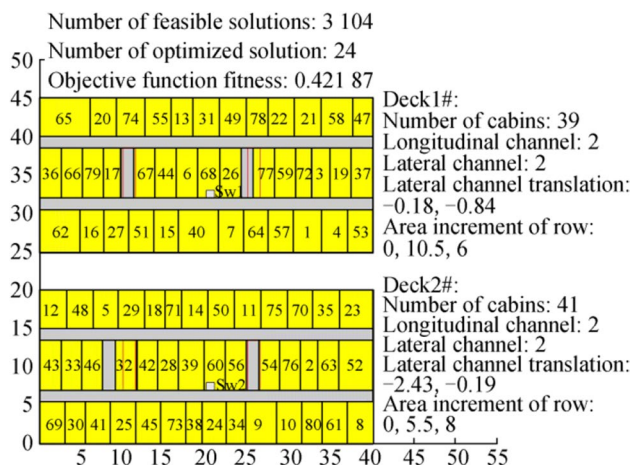 Number of feasible solutions: 3 104
Number of optimized solution: 24
Objective function fitness: 0.421 87
50
45
40
35
30
25
20
15
10
5
0
65 20 74 55 13 31 49 78 22 21 58 47
36 66 79 17 67 44 6 68 26 77 59 72 3 19 37
Sw1
62 16 27 51 15 40 7 64 57 1 4 53
Deck1#:
Number of cabins: 39
Longitudinal channel: 2
Lateral channel: 2
Lateral channel translation:
−0.18, −0.84
Area increment of row:
0, 10.5, 6
12 48 5 29 18 71 14 50 11 75 70 35 23
43 33 46 32 42 28 39 60 56 54 76 2 63 52
Sw2
69 30 41 25 45 73 38 24 34 9 10 80 61 8
Deck2#:
Number of cabins: 41
Longitudinal channel: 2
Lateral channel: 2
Lateral channel translation:
−2.43, −0.19
Area increment of row:
0, 5.5, 8
5 10 15 20 25 30 35 40 45 50 55